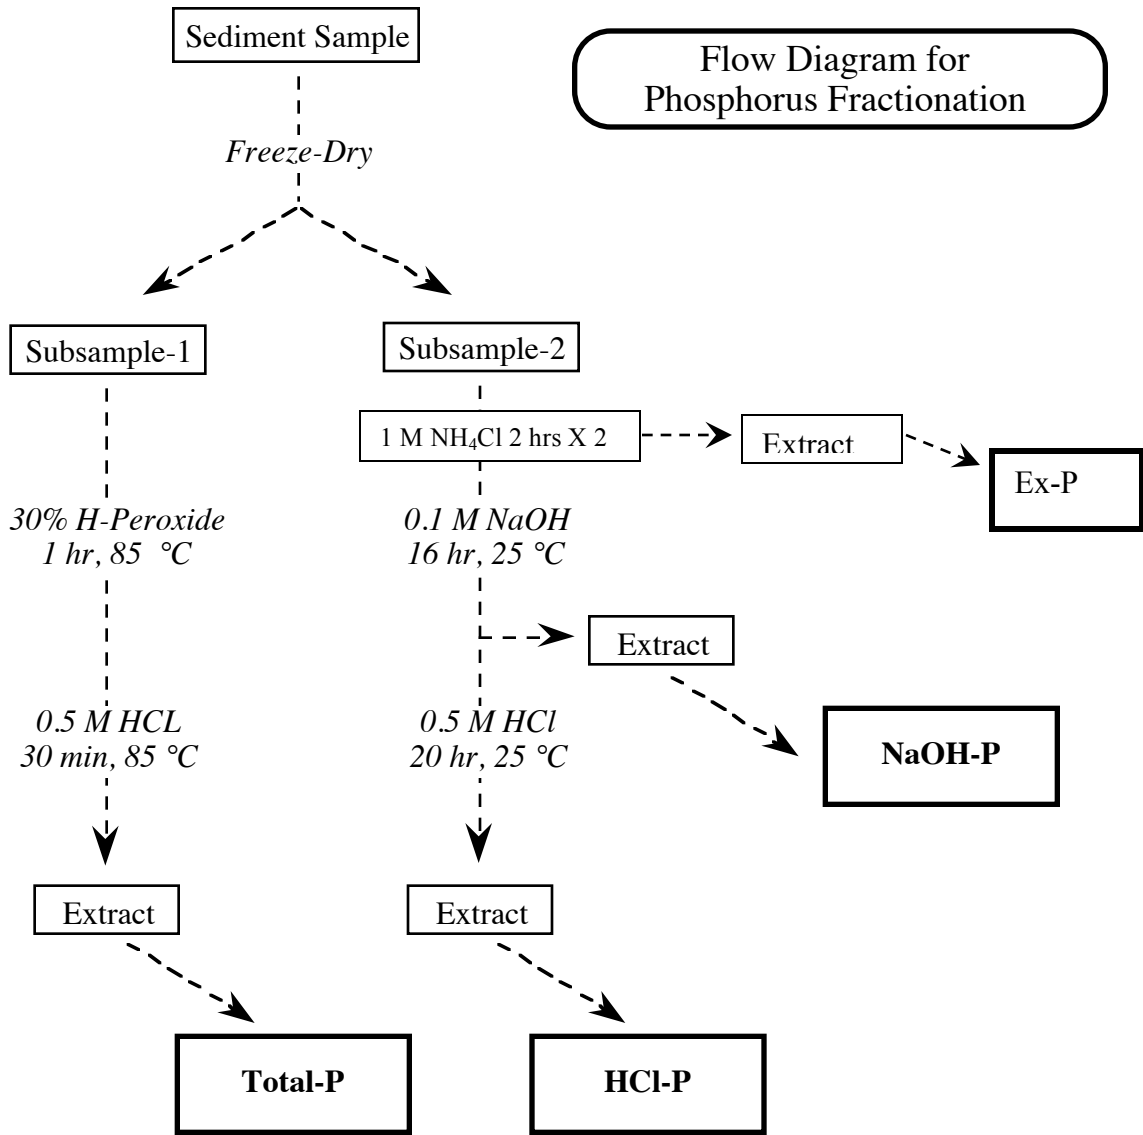 Sediment Sample
Flow Diagram for
Phosphorus Fractionation
Freeze-Dry
Subsample-1
Subsample-2
1 M NH₄Cl 2 hrs X 2
Extract
Ex-P
30% H-Peroxide
1 hr, 85 °C
0.1 M NaOH
16 hr, 25 °C
Extract
0.5 M HCL
30 min, 85 °C
0.5 M HCl
20 hr, 25 °C
NaOH-P
Extract
Extract
Total-P
HCl-P